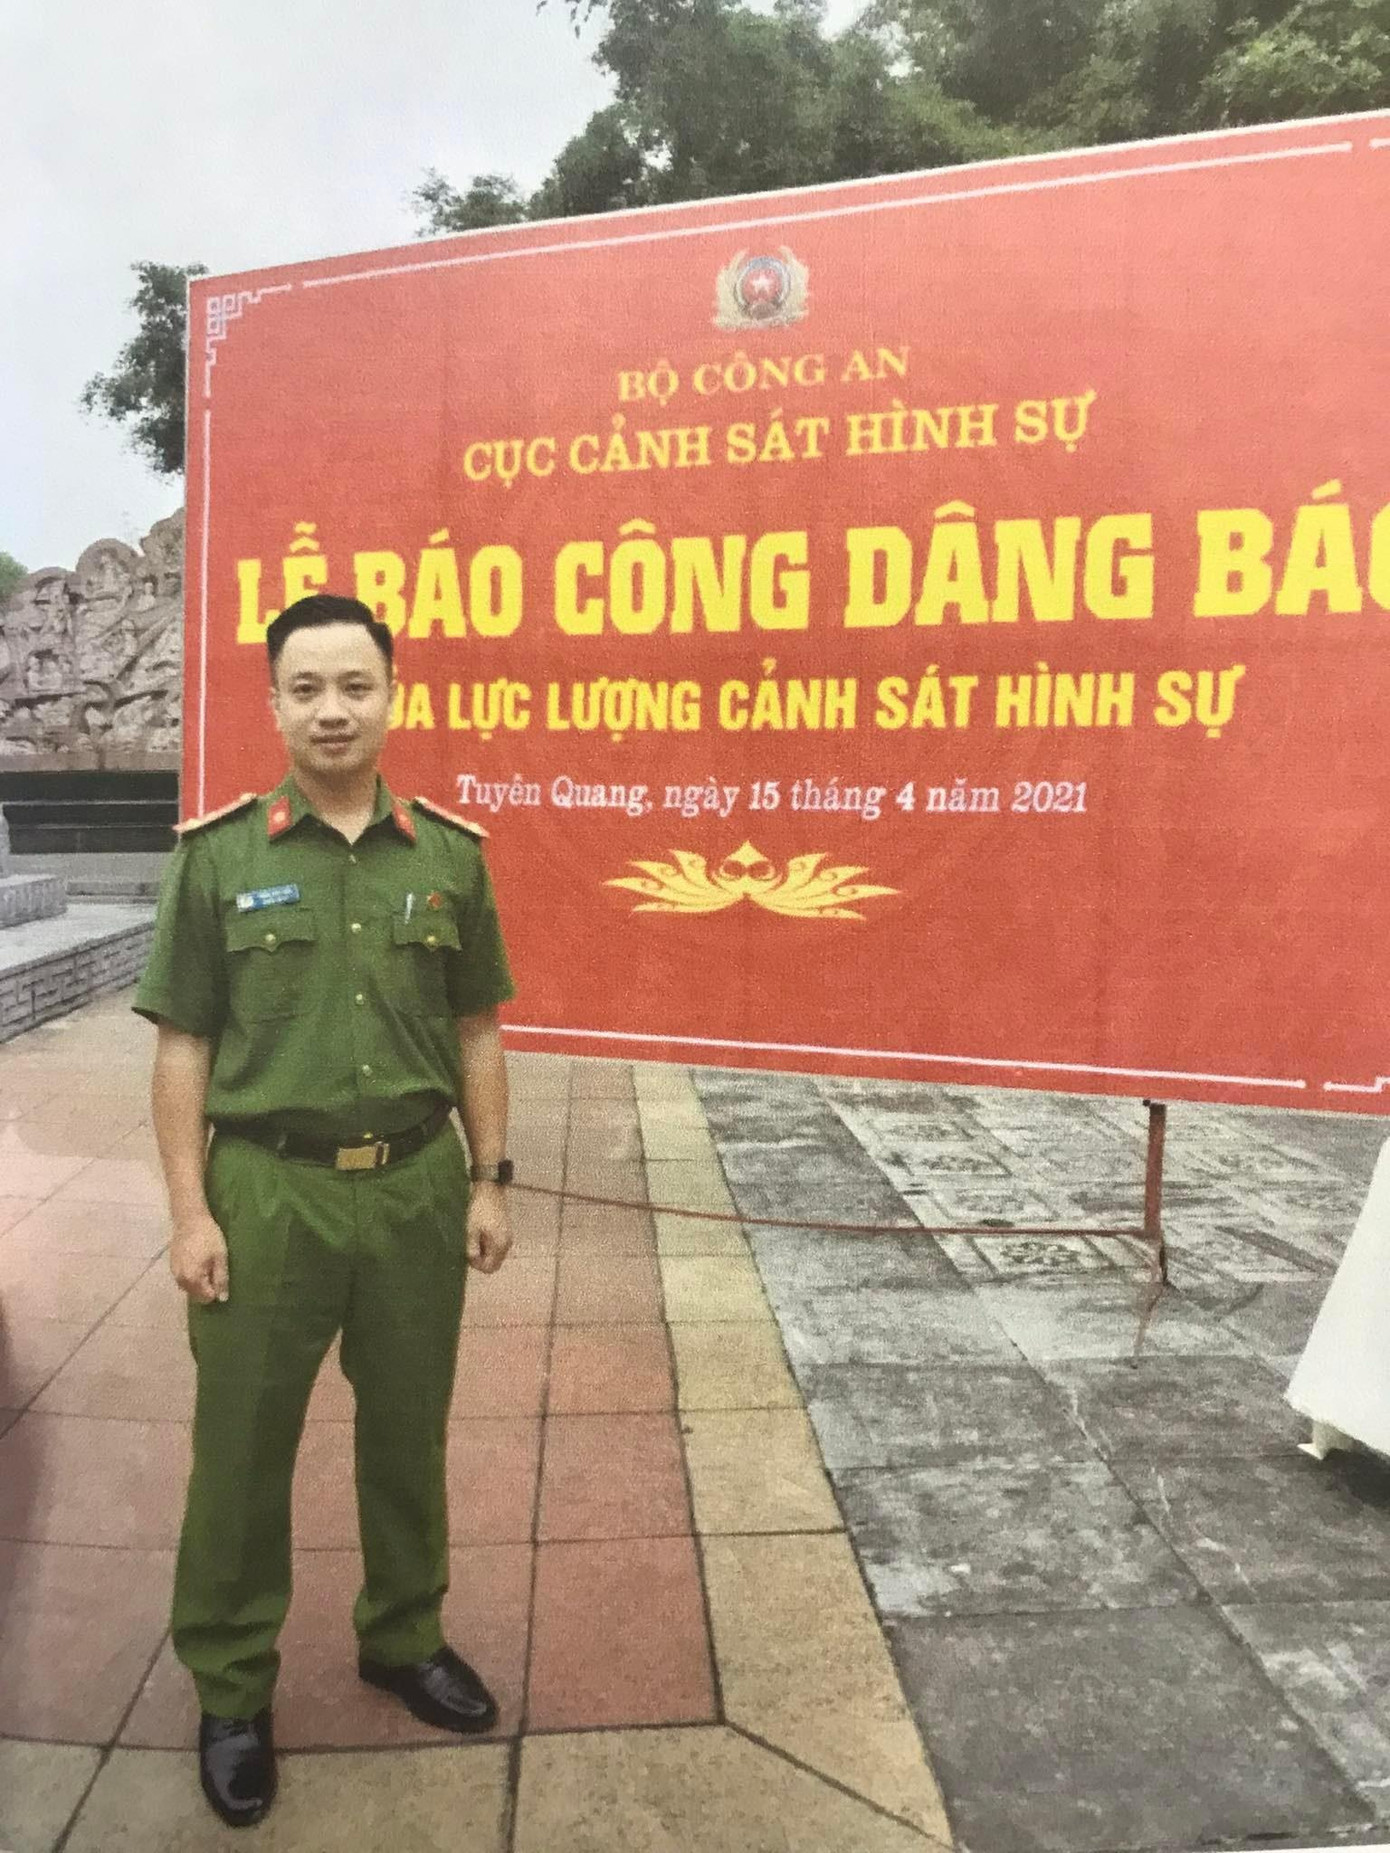 BỘ CÔNG AN
CỤC CẢNH SÁT HÌNH SỰ
LỄ BÁO CÔNG DÂNG BÁC
LỰC LƯỢNG CẢNH SÁT HÌNH SỰ
Tuyên Quang, ngày 15 tháng 4 năm 2021